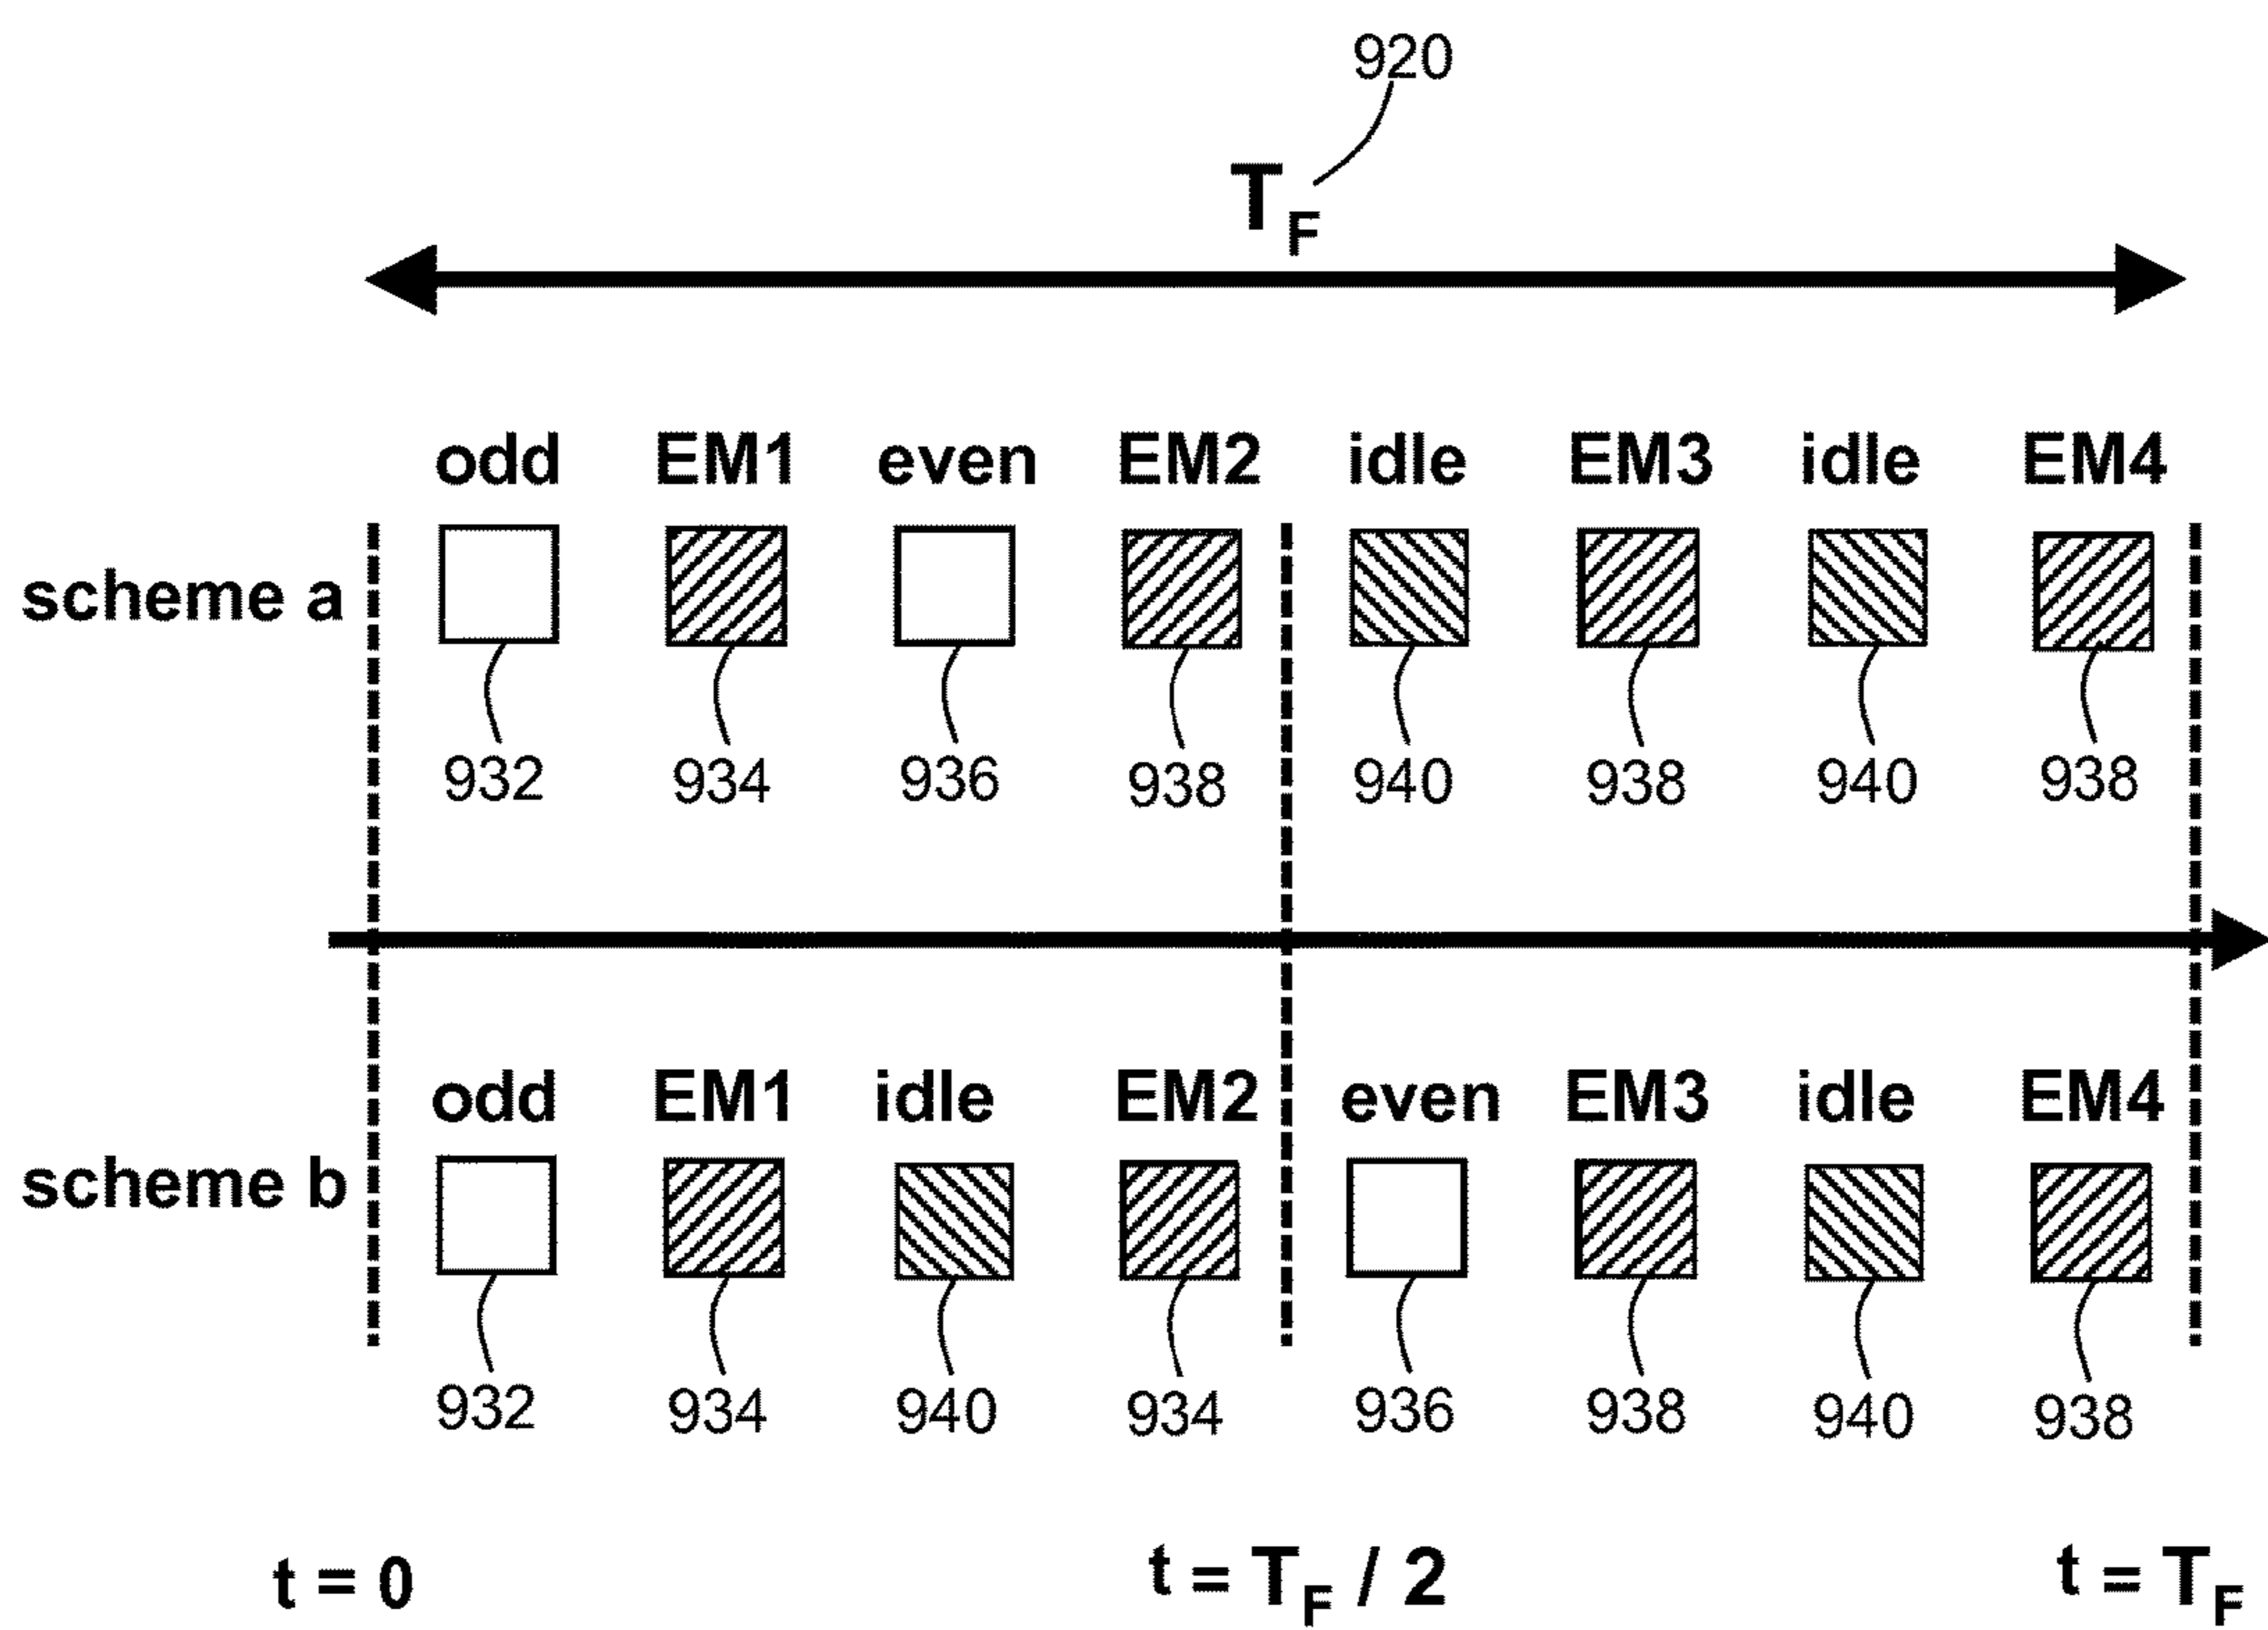 920
T_F
odd EM1 even EM2 idle EM3 idle EM4
scheme a
932 934 936 938 940 938 940 938
odd EM1 idle EM2 even EM3 idle EM4
scheme b
932 934 940 934 936 938 940 938
t = 0 t = T_F / 2 t = T_F